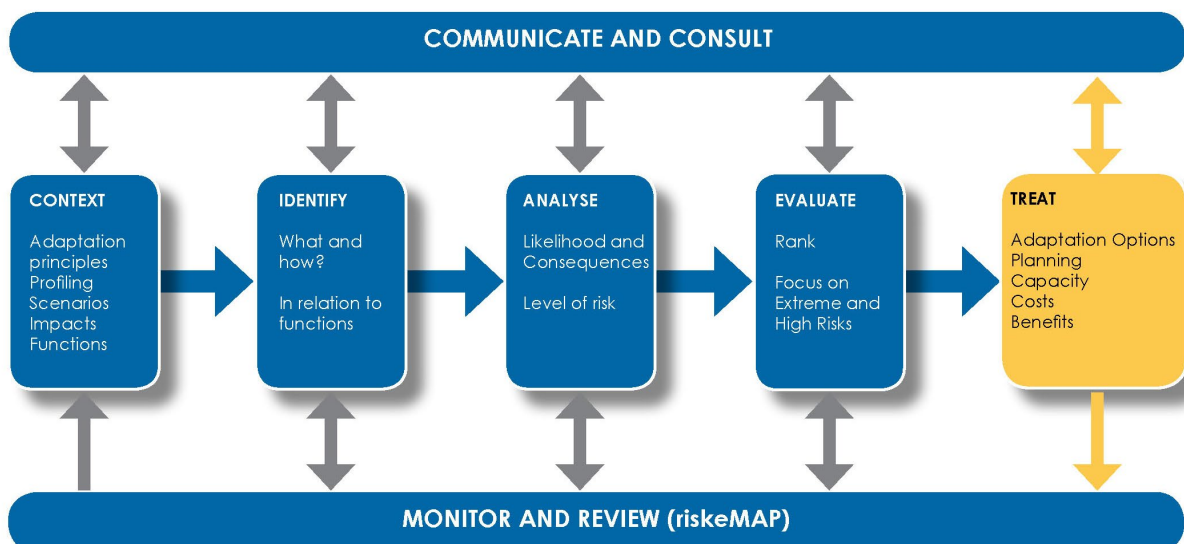 COMMUNICATE AND CONSULT
CONTEXT
Adaptation
principles
Profiling
Scenarios
Impacts
Functions
IDENTIFY
What and
how?
In relation to
functions
ANALYSE
Likelihood and
Consequences
Level of risk
EVALUATE
Rank
Focus on
Extreme and
High Risks
TREAT
Adaptation Options
Planning
Capacity
Costs
Benefits
MONITOR AND REVIEW (riskeMAP)